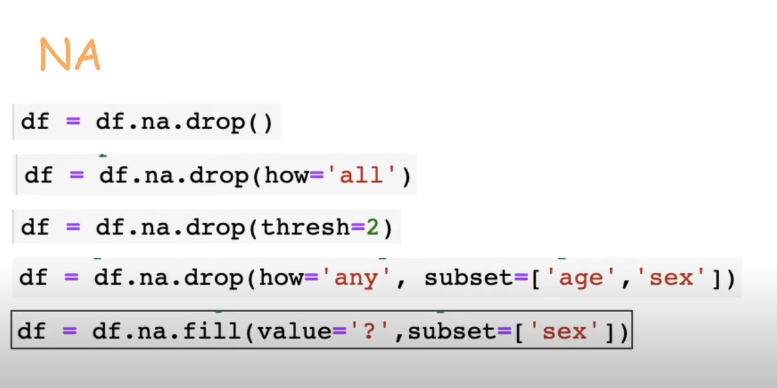 NA
df = df.na.drop()
df = df.na.drop(how='all')
df = df.na.drop(thresh=2)
df = df.na.drop(how='any', subset=['age','sex'])
df = df.na.fill(value='?',subset=['sex'])